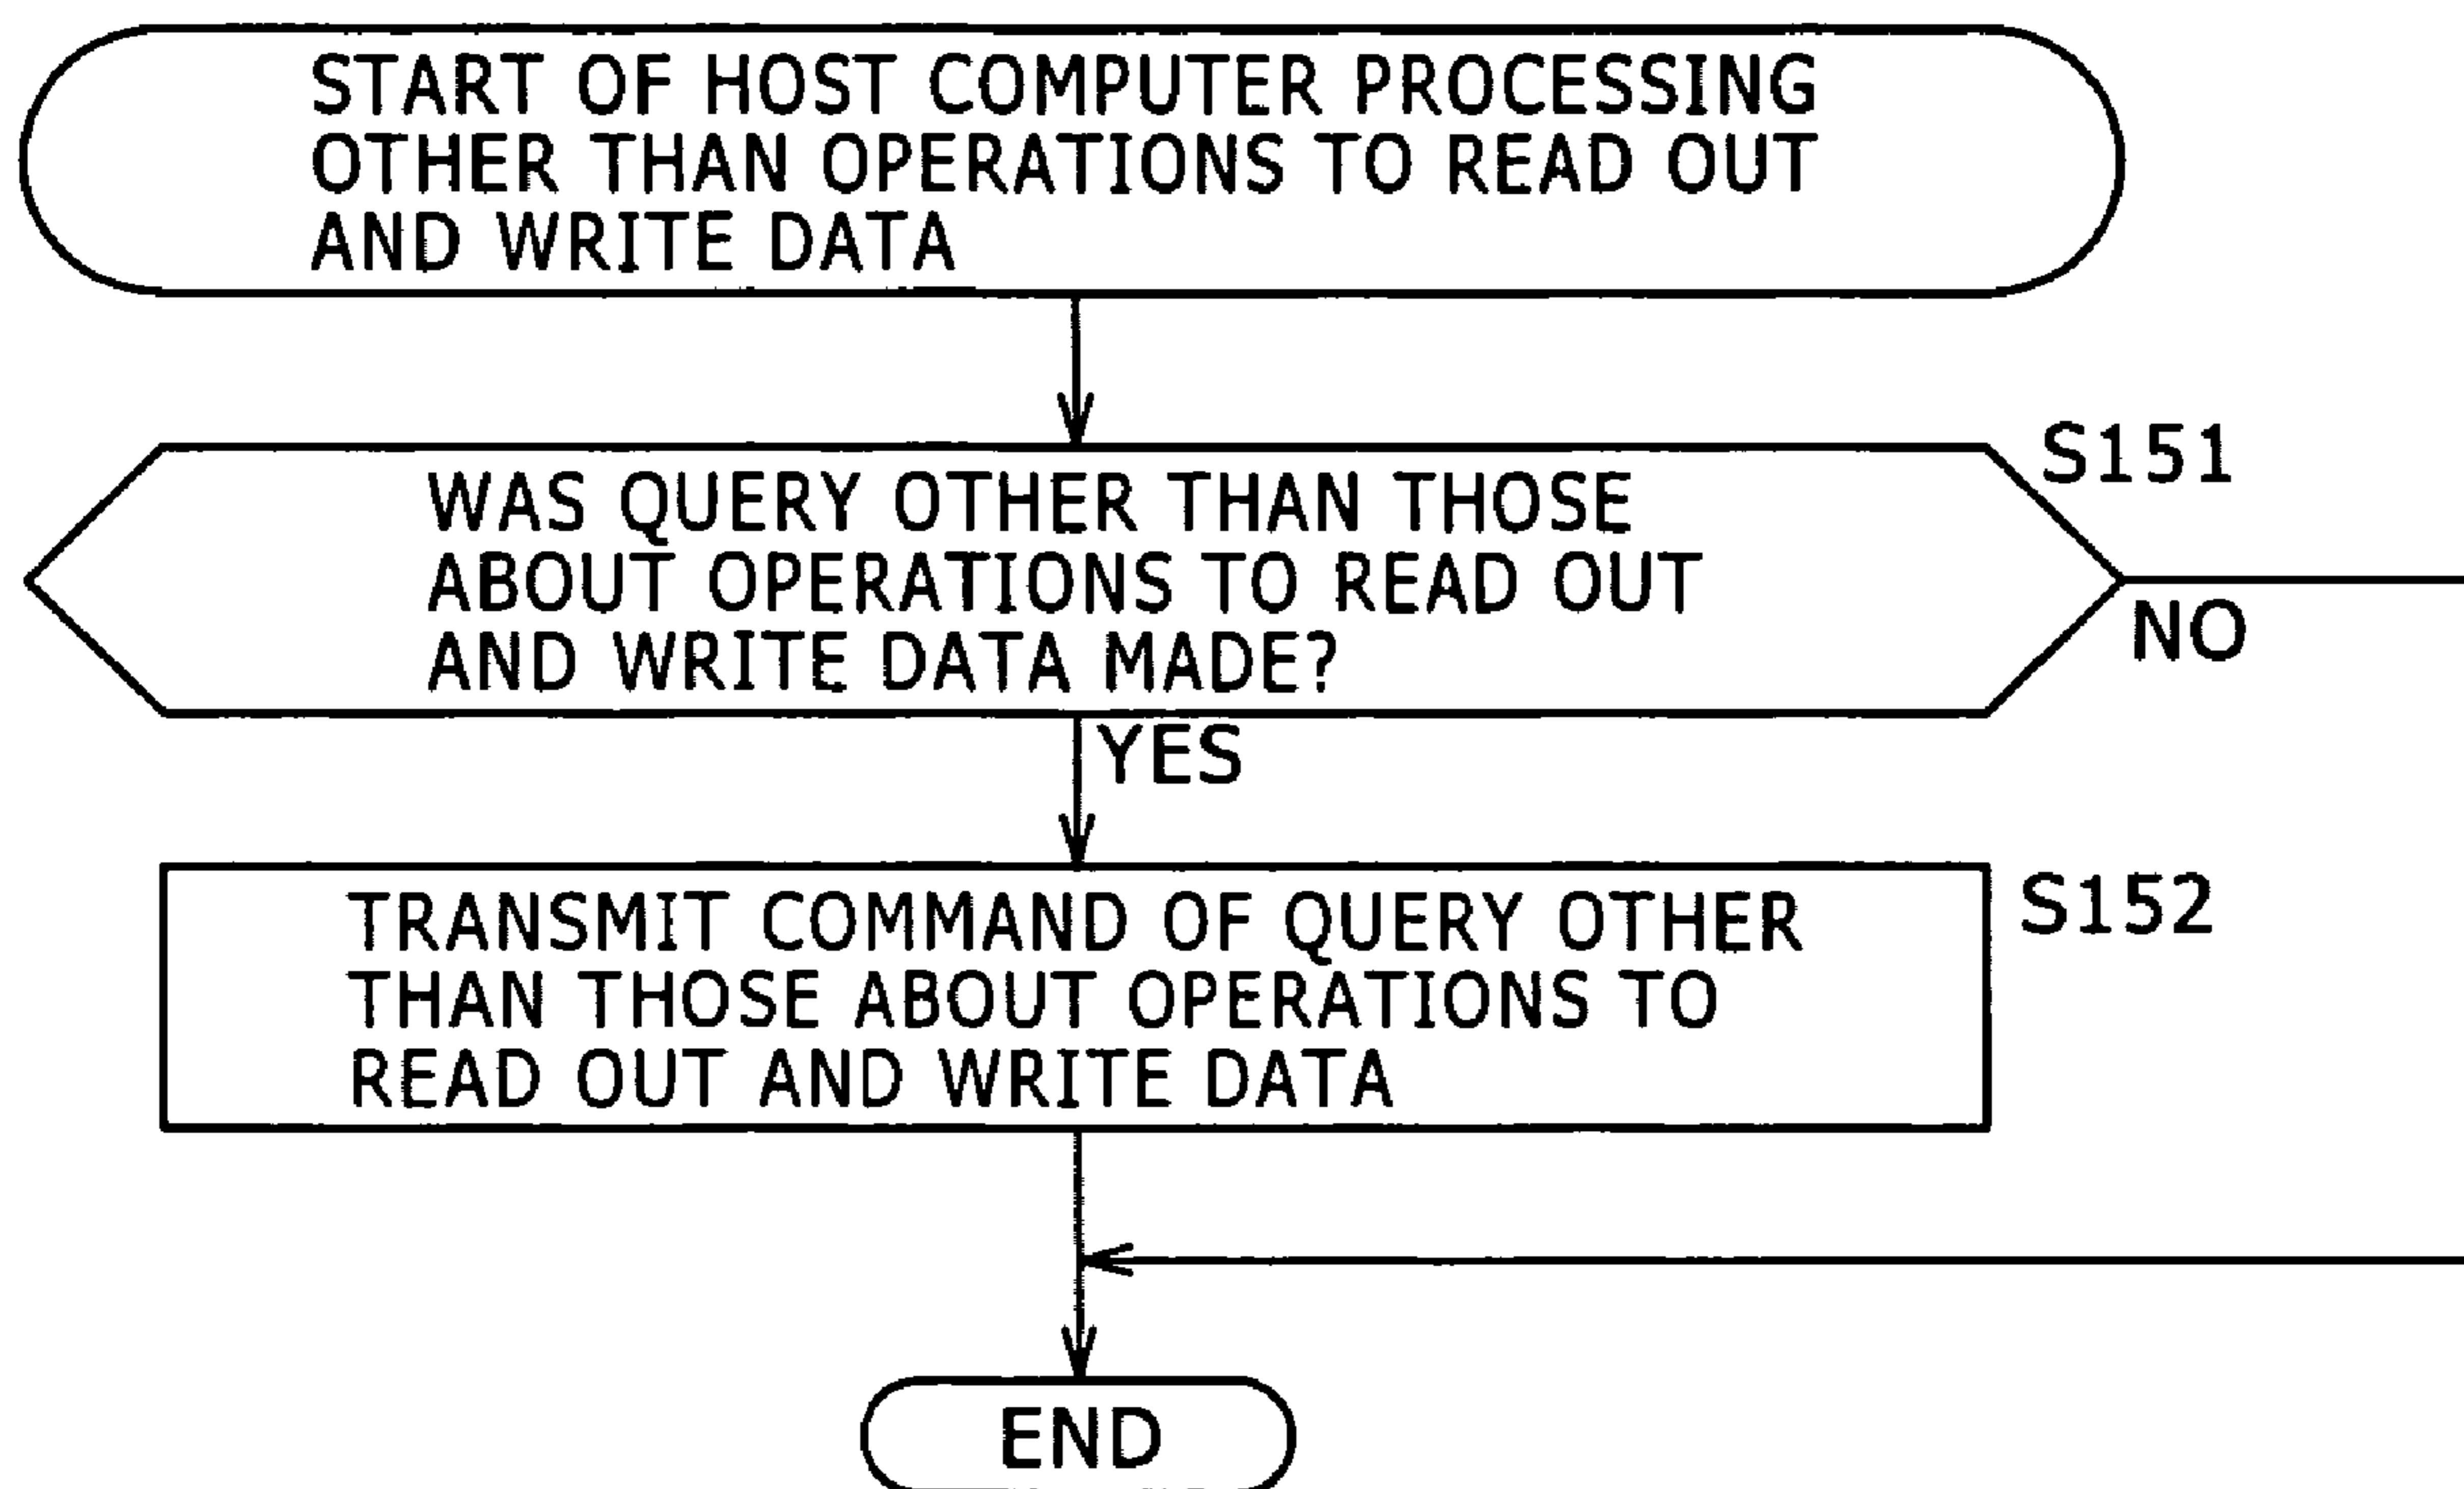 START OF HOST COMPUTER PROCESSING
OTHER THAN OPERATIONS TO READ OUT
AND WRITE DATA
S151
WAS QUERY OTHER THAN THOSE
ABOUT OPERATIONS TO READ OUT
AND WRITE DATA MADE?
NO
YES
S152
TRANSMIT COMMAND OF QUERY OTHER
THAN THOSE ABOUT OPERATIONS TO
READ OUT AND WRITE DATA
END